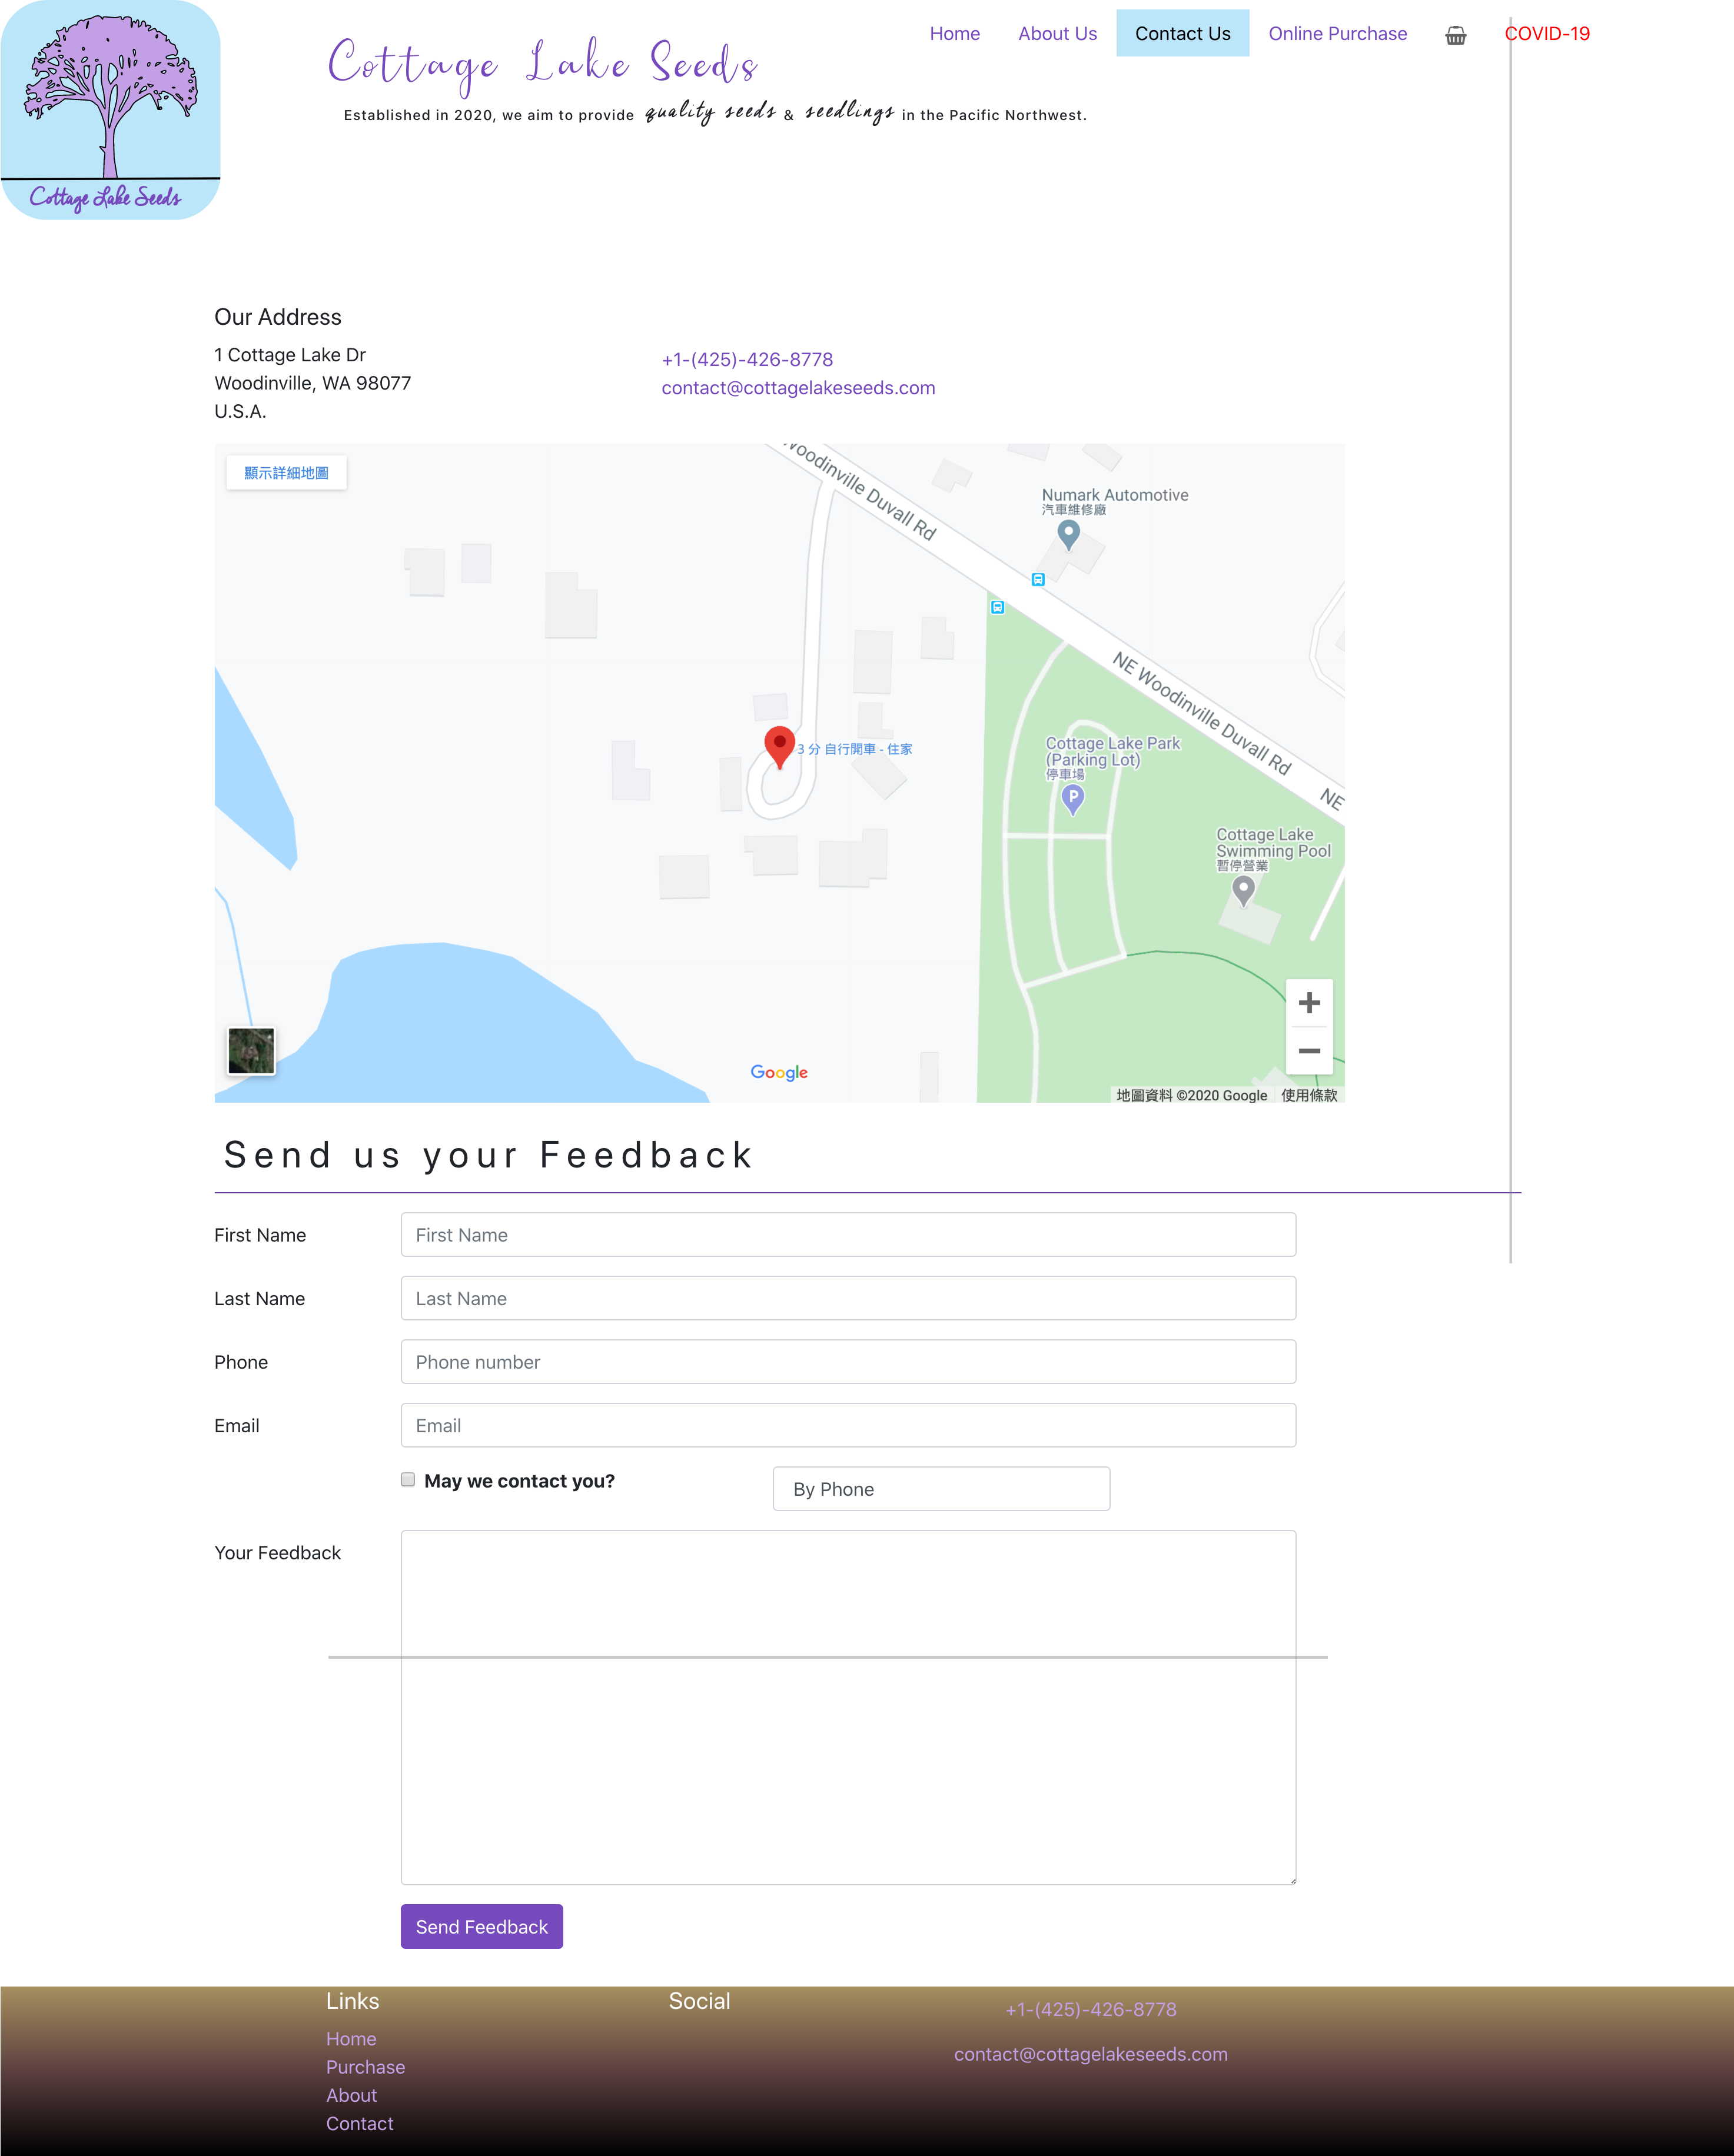 Cottage Lake Seeds
Home
About Us
Contact Us
Online Purchase
COVID-19
Cottage Lake Seeds
Established in 2020, we aim to provide quality seeds & seedlings in the Pacific Northwest.
Our Address
1 Cottage Lake Dr
Woodinville, WA 98077
U.S.A.
+1-(425)-426-8778
contact@cottagelakeseeds.com
顯示詳細地圖
Woodinville Duvall Rd
Numark Automotive
汽車維修廠
NE Woodinville Duvall Rd
NE
3 分 自行開車 - 住家
Cottage Lake Park
(Parking Lot)
停車場
P
Cottage Lake
Swimming Pool
暫停營業
Google
地圖資料 ©2020 Google
使用條款
Send us your Feedback
First Name
First Name
Last Name
Last Name
Phone
Phone number
Email
Email
May we contact you?
By Phone
Your Feedback
Send Feedback
Links
Home
Purchase
About
Contact
Social
+1-(425)-426-8778
contact@cottagelakeseeds.com